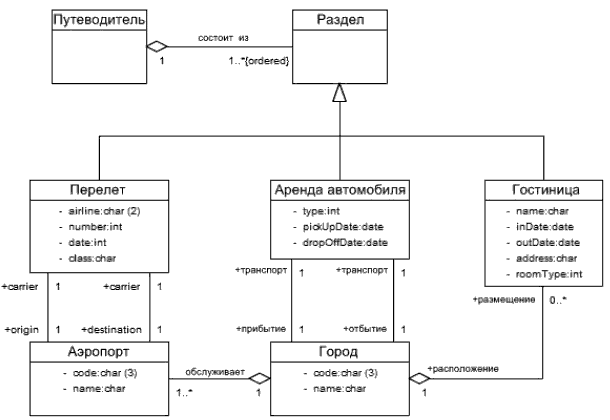 Путеводитель
Раздел
состоит из
1
1..*{ordered}
Перелет
- airline:char (2)
- number:int
- date:int
- class:char
Аренда автомобиля
- type:int
- pickUpDate:date
- dropOffDate:date
Гостиница
- name:char
- inDate:date
- outDate:date
- address:char
- roomType:int
+carrier 1 +carrier 1
+транспорт 1 +транспорт 1
+размещение 0..*
+origin 1 +destination 1
+прибытие 1 +отбытие 1
Аэропорт
- code:char (3)
- name:char
обслуживает
1..* 1
Город
- code:char (3)
- name:char
+расположение
1